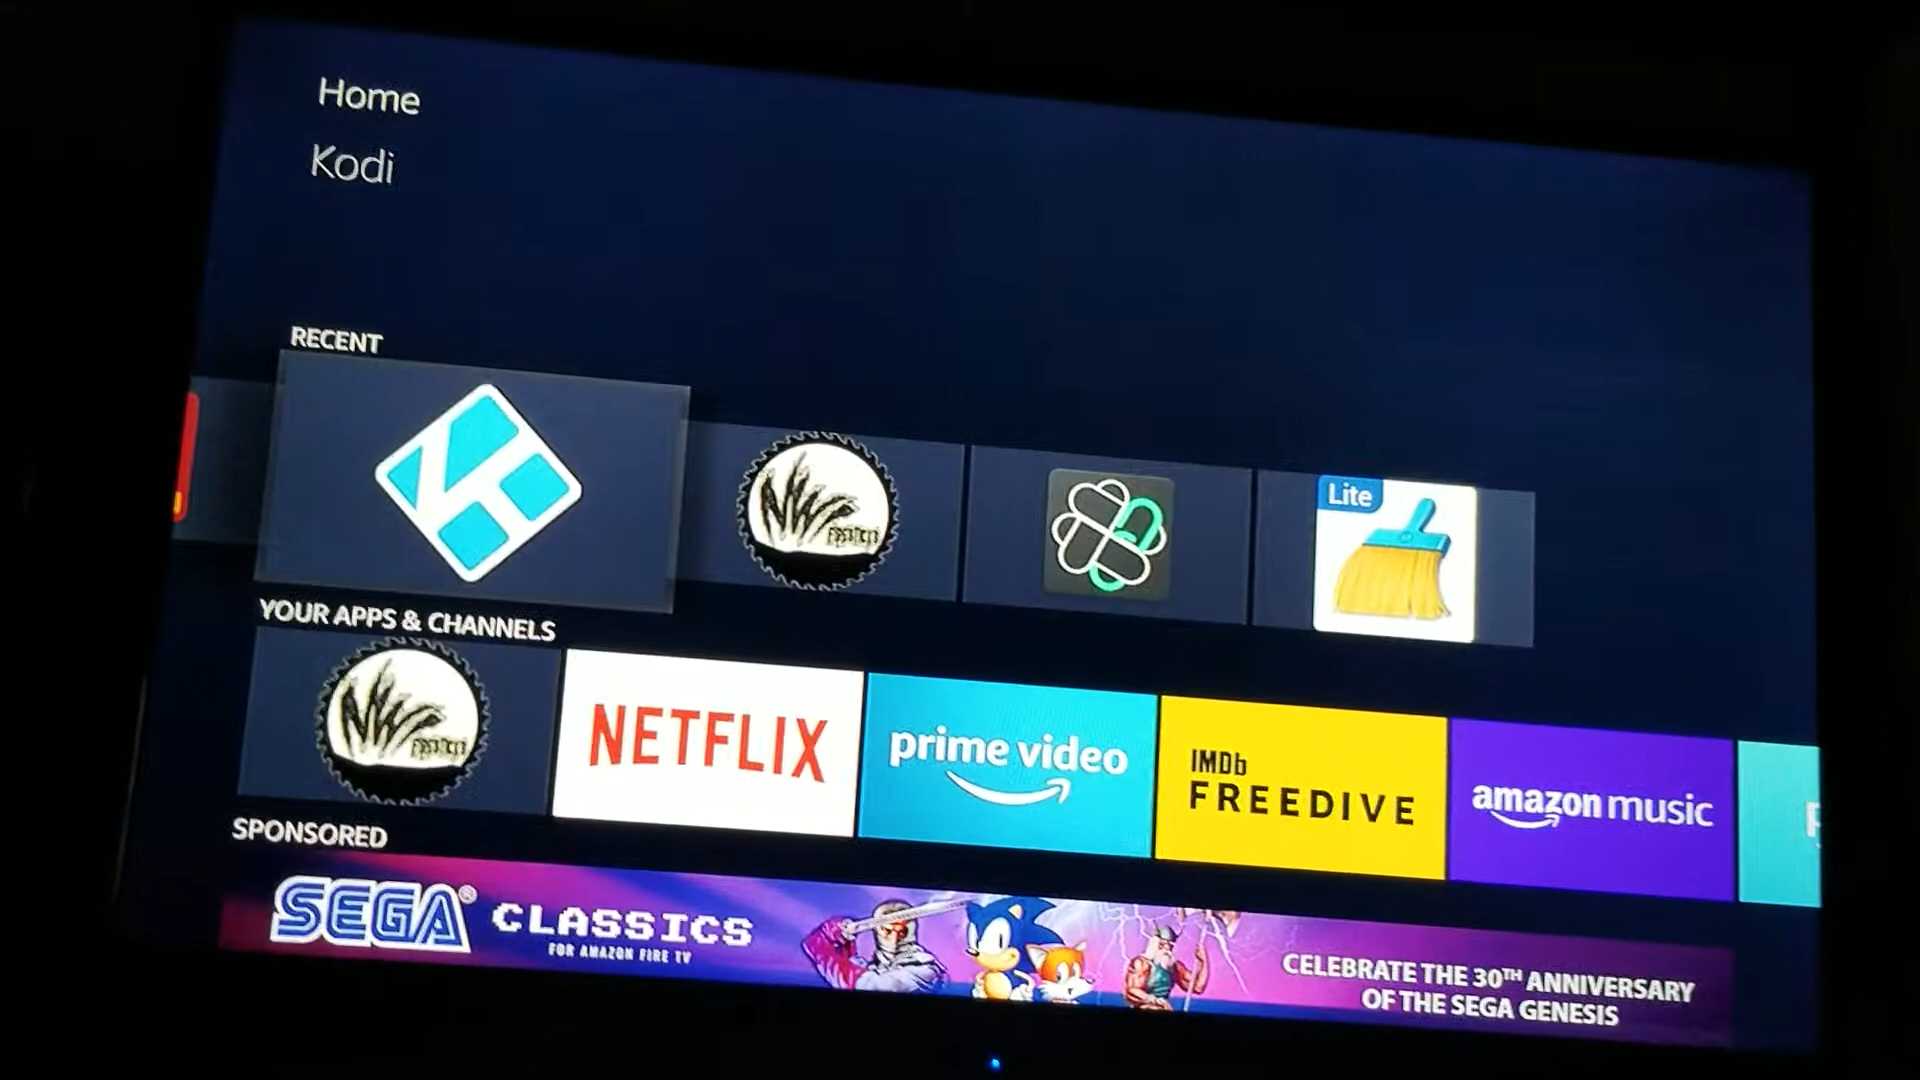 Home
Kodi
RECENT
Lite
YOUR APPS & CHANNELS
NETFLIX
prime video
IMDb
FREEDIVE
amazon music
SPONSORED
SEGA® CLASSICS
FOR AMAZON FIRE TV
CELEBRATE THE 30TH ANNIVERSARY
OF THE SEGA GENESIS